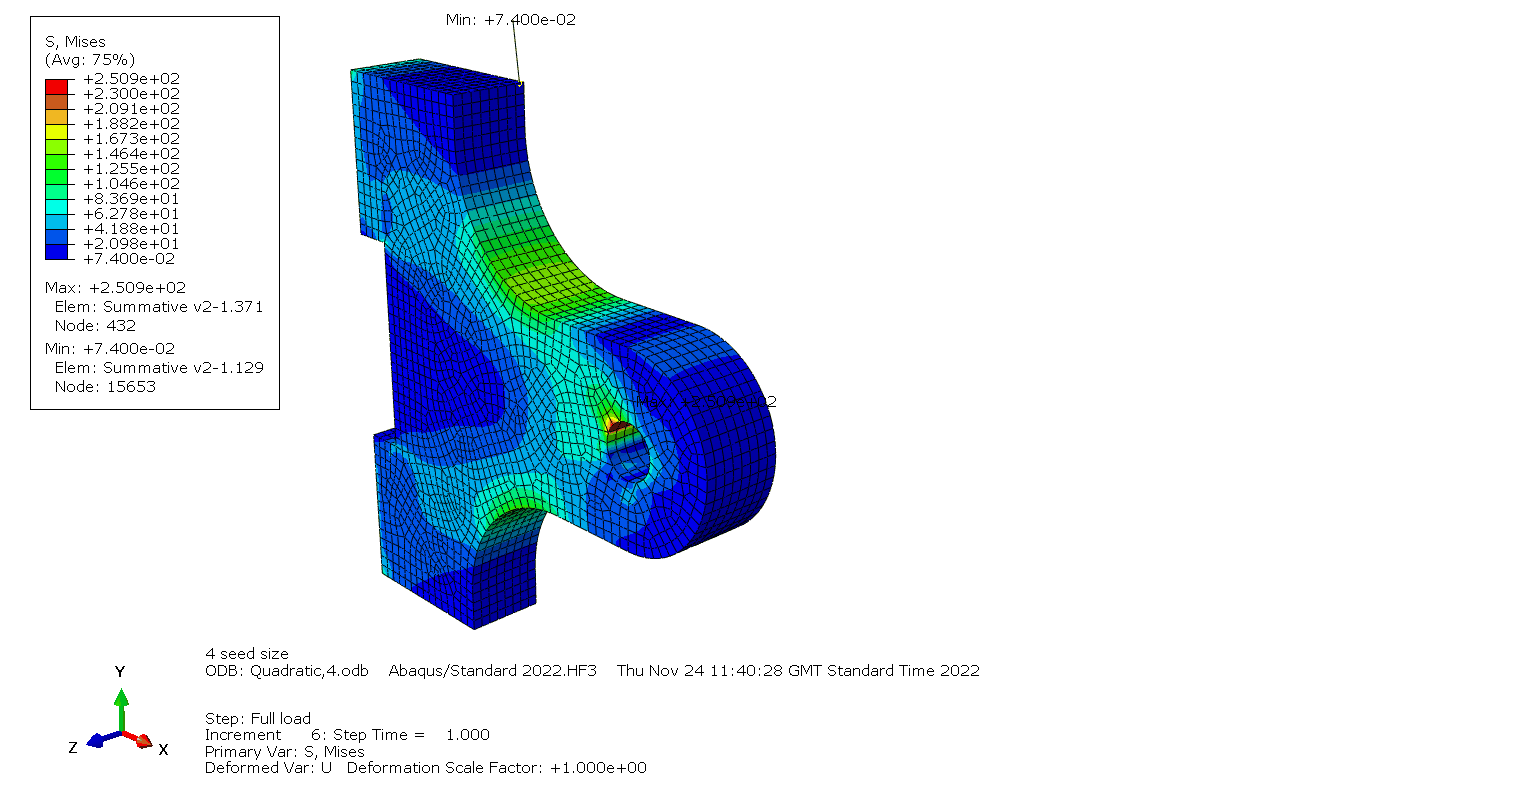 Min: +7.400e-02
S, Mises
(Avg: 75%)
+2.509e+02
+2.300e+02
+2.091e+02
+1.882e+02
+1.673e+02
+1.464e+02
+1.255e+02
+1.046e+02
+8.369e+01
+6.278e+01
+4.188e+01
+2.098e+01
+7.400e-02
Max: +2.509e+02
Elem: Summative v2-1.371
Node: 432
Min: +7.400e-02
Elem: Summative v2-1.129
Node: 15653
Max: +2.509e+02
4 seed size
ODB: Quadratic,4.odb Abaqus/Standard 2022.HF3 Thu Nov 24 11:40:28 GMT Standard Time 2022
Y
Z
X
Step: Full load
Increment 6: Step Time = 1.000
Primary Var: S, Mises
Deformed Var: U Deformation Scale Factor: +1.000e+00